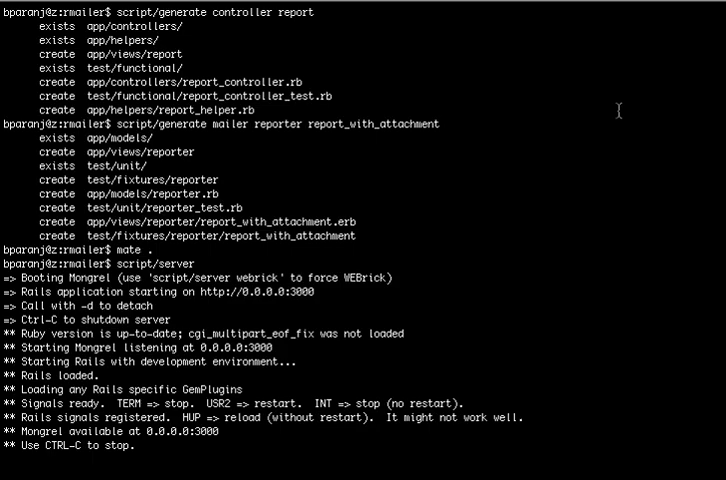 bparanj@z:rmailer$ script/generate controller report
exists app/controllers/
exists app/helpers/
create app/views/report
exists test/functional/
create app/controllers/report_controller.rb
create test/functional/report_controller_test.rb
create app/helpers/report_helper.rb
bparanj@z:rmailer$ script/generate mailer reporter report_with_attachment
exists app/models/
create app/views/reporter
exists test/unit/
create test/fixtures/reporter
create app/models/reporter.rb
create test/unit/reporter_test.rb
create app/views/reporter/report_with_attachment.erb
create test/fixtures/reporter/report_with_attachment
bparanj@z:rmailer$ mate .
bparanj@z:rmailer$ script/server
=> Booting Mongrel (use 'script/server webrick' to force WEBrick)
=> Rails application starting on http://0.0.0.0:3000
=> Call with -d to detach
=> Ctrl-C to shutdown server
** Ruby version is up-to-date; cgi_multipart_eof_fix was not loaded
** Starting Mongrel listening at 0.0.0.0:3000
** Starting Rails with development environment...
** Rails loaded.
** Loading any Rails specific GemPlugins
** Signals ready. TERM => stop. USR2 => restart. INT => stop (no restart).
** Rails signals registered. HUP => reload (without restart). It might not work well.
** Mongrel available at 0.0.0.0:3000
** Use CTRL-C to stop.